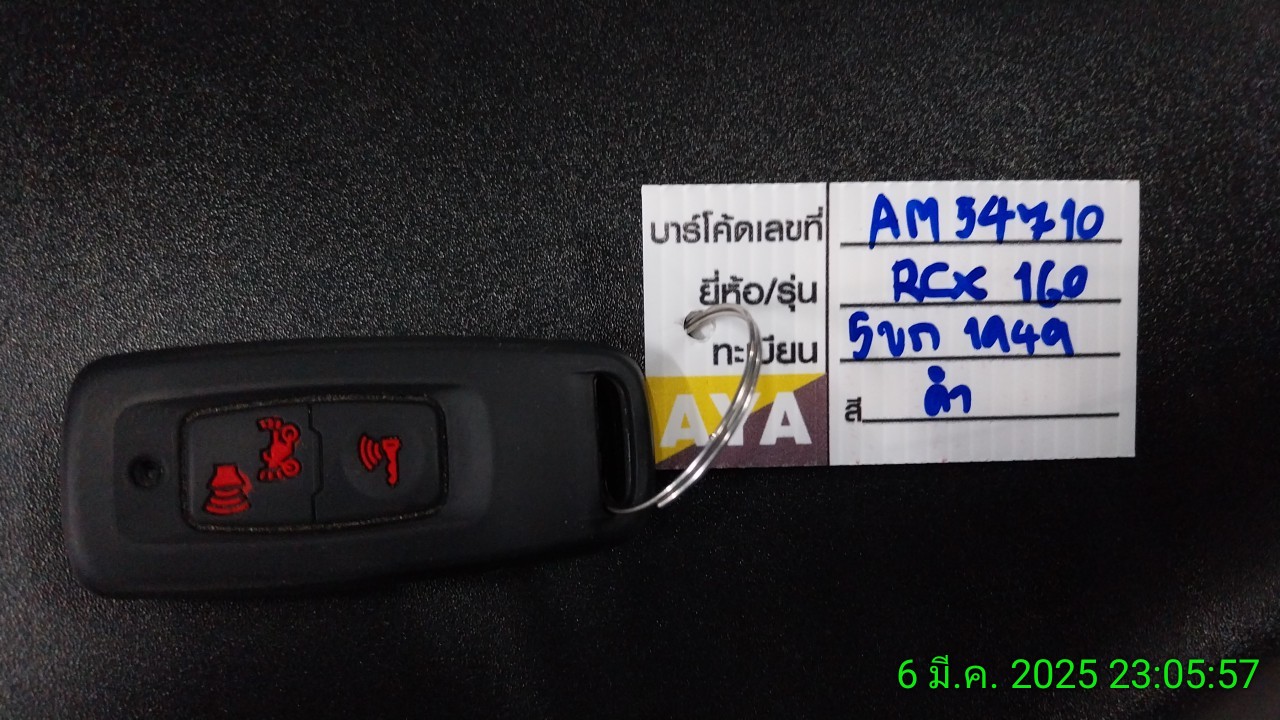 บาร์โค้ดเลขที่ AM 54710
ยี่ห้อ/รุ่น RCX 160
ทะเบียน 5ขก 1949
สี ดำ
AYA
6 มี.ค. 2025 23:05:57